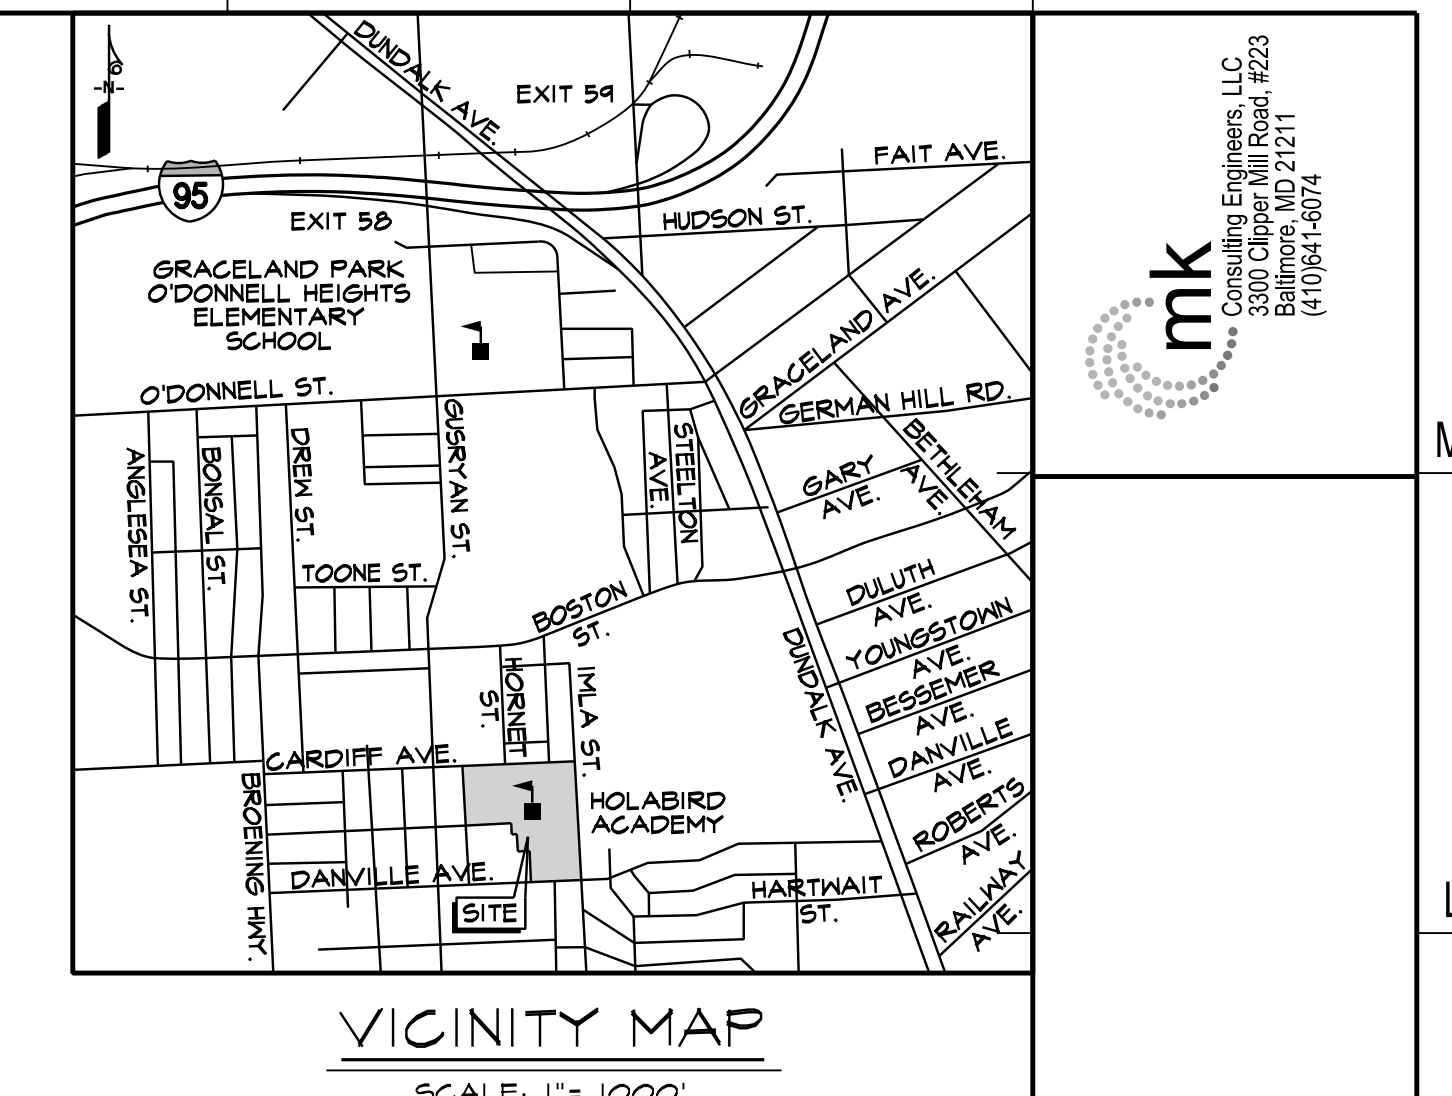 DUNDALK AVE.
EXIT 59
-N-
95
EXIT 58
FAIT AVE.
HUDSON ST.
GRACELAND PARK
O'DONNELL HEIGHTS
ELEMENTARY
SCHOOL
O'DONNELL ST.
GRACELAND AVE.
GERMAN HILL RD.
ANGLESEA ST.
BONSAL ST.
DREW ST.
GUSRYAN ST.
STEELTON
AVE.
GARY
AVE.
BETHLEHAM
AVE.
TOONE ST.
BOSTON
ST.
DULUTH
AVE.
YOUNGSTOWN
AVE.
BESSEMER
AVE.
DANVILLE
AVE.
ROBERTS
AVE.
RAILWAY
AVE.
DUNDALK AVE.
HORNET
ST.
IMLA ST.
CARDIFF AVE.
BROENING HWY.
HOLABIRD
ACADEMY
DANVILLE AVE.
HARTWAIT
ST.
SITE
VICINITY MAP
SCALE: 1"= 1000'
mk
Consulting Engineers, LLC
3300 Clipper Mill Road, #223
Baltimore, MD 21211
(410)641-6074